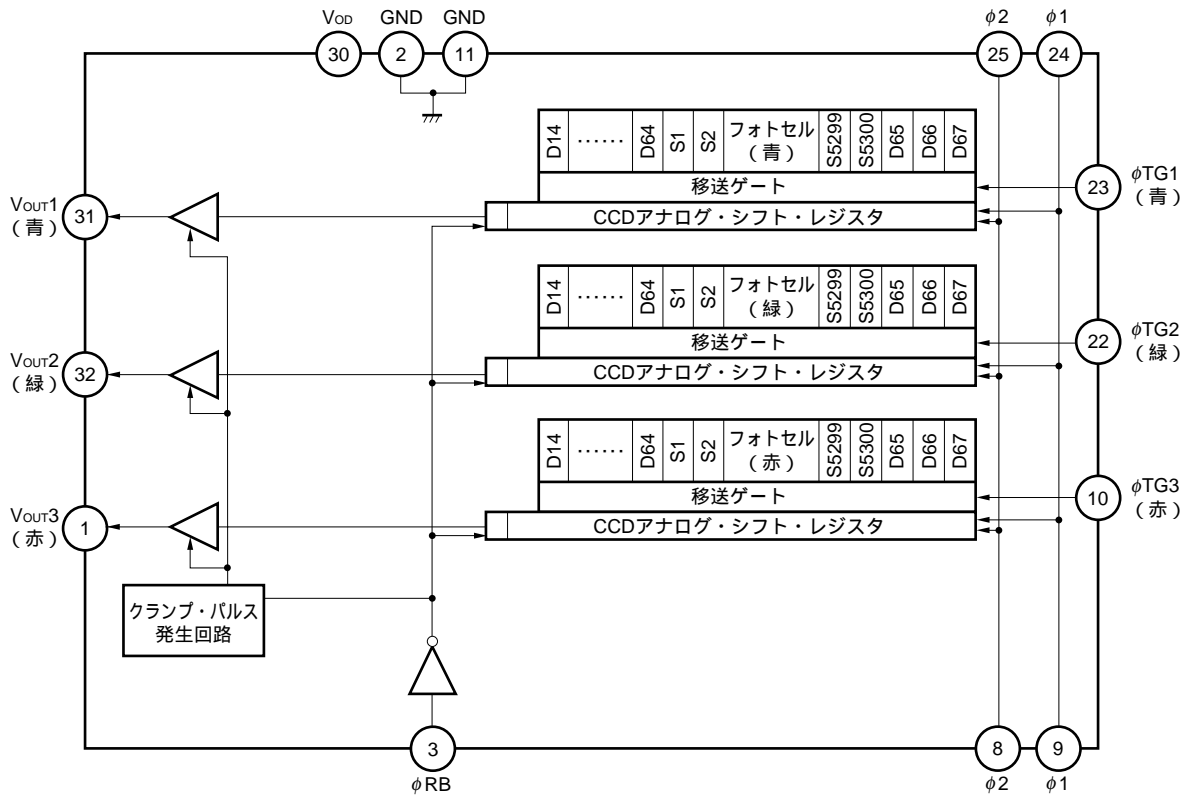 VOD
GND
GND
φ2
φ1
30
2
11
25
24
D14
……
D64
S1
S2
フォトセル
（青）
S5299
S5300
D65
D66
D67
移送ゲート
CCDアナログ・シフト・レジスタ
23
φTG1
（青）
VOUT1
（青）
31
D14
……
D64
S1
S2
フォトセル
（緑）
S5299
S5300
D65
D66
D67
移送ゲート
CCDアナログ・シフト・レジスタ
22
φTG2
（緑）
VOUT2
（緑）
32
D14
……
D64
S1
S2
フォトセル
（赤）
S5299
S5300
D65
D66
D67
移送ゲート
CCDアナログ・シフト・レジスタ
10
φTG3
（赤）
VOUT3
（赤）
1
クランプ・パルス
発生回路
3
8
9
φRB
φ2
φ1